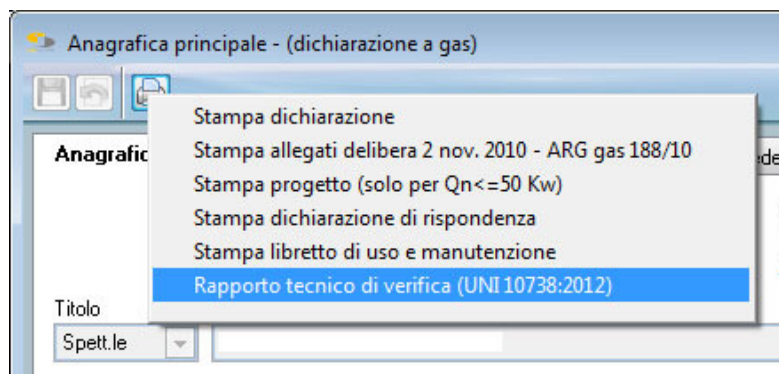 Anagrafica principale - (dichiarazione a gas)
Stampa dichiarazione
Anagrafic
Stampa allegati delibera 2 nov. 2010 - ARG gas 188/10
ede
Stampa progetto (solo per Qn<=50 Kw)
Stampa dichiarazione di rispondenza
Stampa libretto di uso e manutenzione
Rapporto tecnico di verifica (UNI 10738:2012)
Titolo
Spett.le